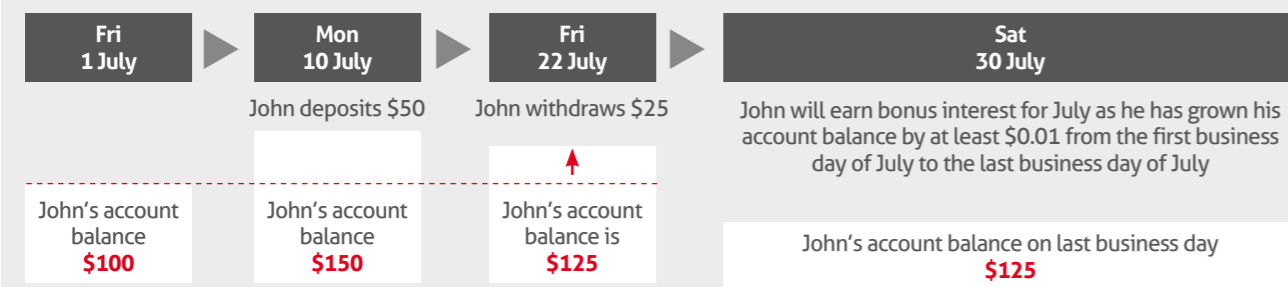 Fri
1 July
Mon
10 July
Fri
22 July
Sat
30 July
John deposits $50
John withdraws $25
John will earn bonus interest for July as he has grown his
account balance by at least $0.01 from the first business
day of July to the last business day of July
John's account
balance
$100
John's account
balance
$150
John's account
balance is
$125
John's account balance on last business day
$125